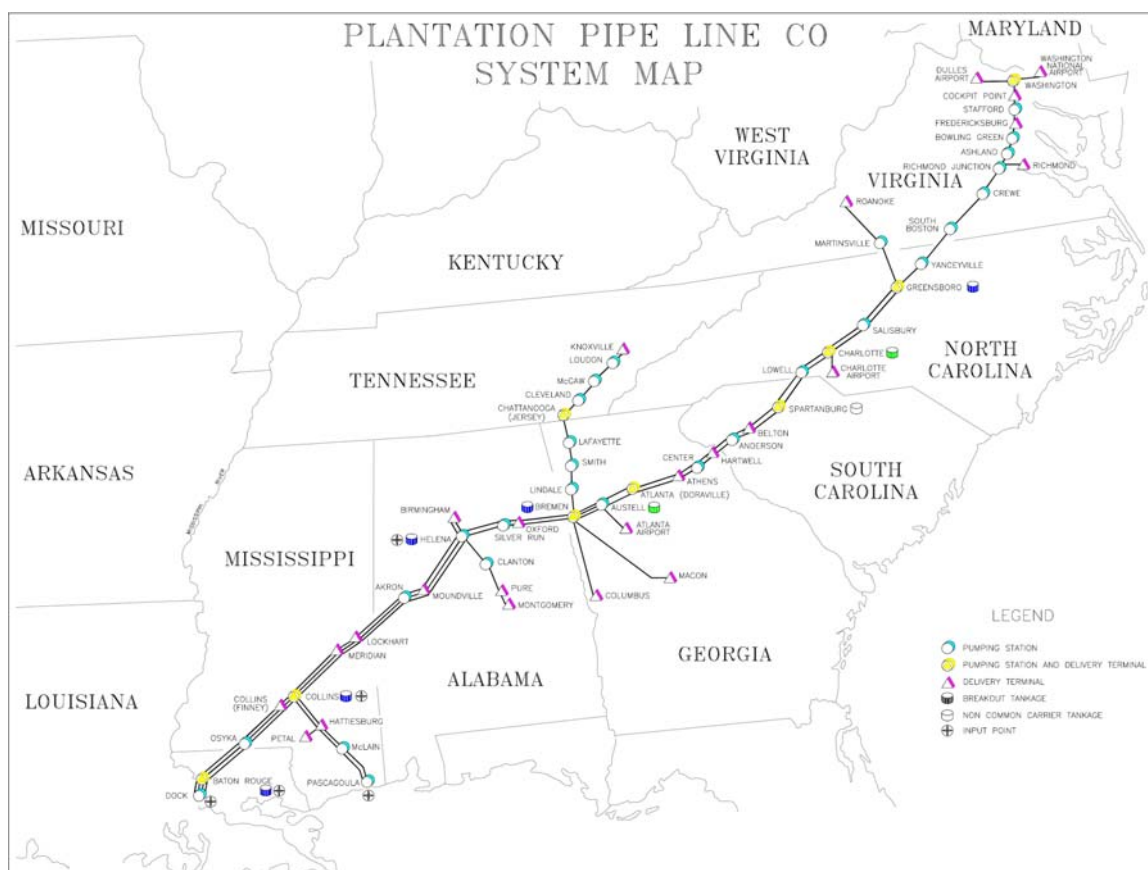 PLANTATION PIPE LINE CO
SYSTEM MAP
MARYLAND
WASHINGTON
NATIONAL
AIRPORT
DULLES
AIRPORT
WASHINGTON
COCKPIT POINT
STAFFORD
FREDERICKSBURG
BOWLING GREEN
ASHLAND
RICHMOND JUNCTION
RICHMOND
WEST
VIRGINIA
VIRGINIA
CREWE
ROANOKE
SOUTH
BOSTON
MARTINSVILLE
YANCEYVILLE
MISSOURI
KENTUCKY
GREENSBORO
SALISBURY
KNOXVILLE
LOUDON
McGAW
CLEVELAND
CHATTANOOGA
(JERSEY)
CHARLOTTE
NORTH
CAROLINA
LOWELL
CHARLOTTE
AIRPORT
TENNESSEE
SPARTANBURG
BELTON
ANDERSON
LAFAYETTE
SMITH
LINDALE
CENTER
HARTWELL
ATHENS
SOUTH
CAROLINA
ARKANSAS
MISSISSIPPI
RIVER
ATLANTA (DORAVILLE)
BREMEN
AUSTELL
ATLANTA
AIRPORT
BIRMINGHAM
OXFORD
RUN
SILVER RUN
HELENA
MISSISSIPPI
CLANTON
MACON
AKRON
MOUNDVILLE
PURE
MONTGOMERY
COLUMBUS
LOCKHART
MERIDIAN
GEORGIA
ALABAMA
LOUISIANA
COLLINS
(FINNEY)
COLLINS
HATTIESBURG
PETAL
OSYKA
McLAIN
BATON ROUGE
PASCAGOULA
DOCK
LEGEND
PUMPING STATION
PUMPING STATION AND DELIVERY TERMINAL
DELIVERY TERMINAL
BREAKOUT TANKAGE
NON COMMON CARRIER TANKAGE
INPUT POINT